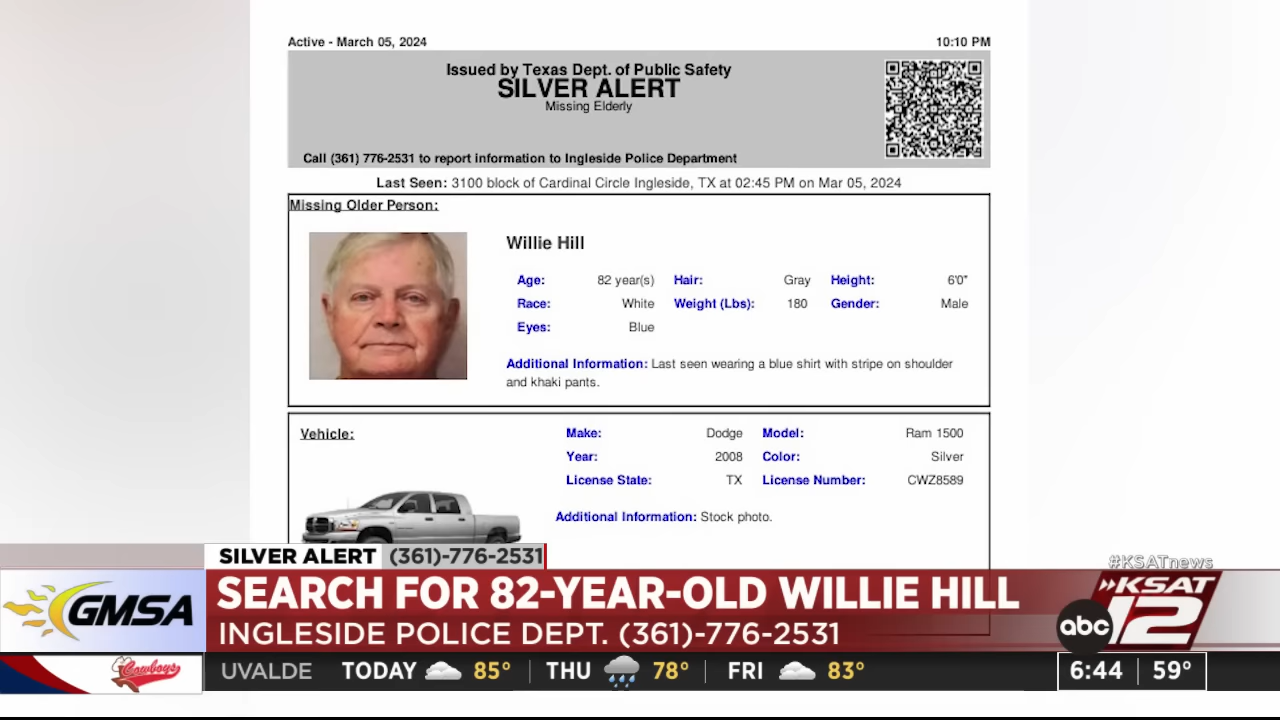 Active - March 05, 2024
10:10 PM
Issued by Texas Dept. of Public Safety
SILVER ALERT
Missing Elderly
Call (361) 776-2531 to report information to Ingleside Police Department
Last Seen: 3100 block of Cardinal Circle Ingleside, TX at 02:45 PM on Mar 05, 2024
Missing Older Person:
Willie Hill
Age: 82 year(s) Hair: Gray Height: 6'0"
Race: White Weight (Lbs): 180 Gender: Male
Eyes: Blue
Additional Information: Last seen wearing a blue shirt with stripe on shoulder
and khaki pants.
Vehicle:
Make: Dodge Model: Ram 1500
Year: 2008 Color: Silver
License State: TX License Number: CWZ8589
Additional Information: Stock photo.
SILVER ALERT (361)-776-2531
#KSATnews
GMSA
SEARCH FOR 82-YEAR-OLD WILLIE HILL
INGLESIDE POLICE DEPT. (361)-776-2531
KSAT
abc 12
Cowboys
UVALDE TODAY 85° THU 78° FRI 83°
6:44 59°